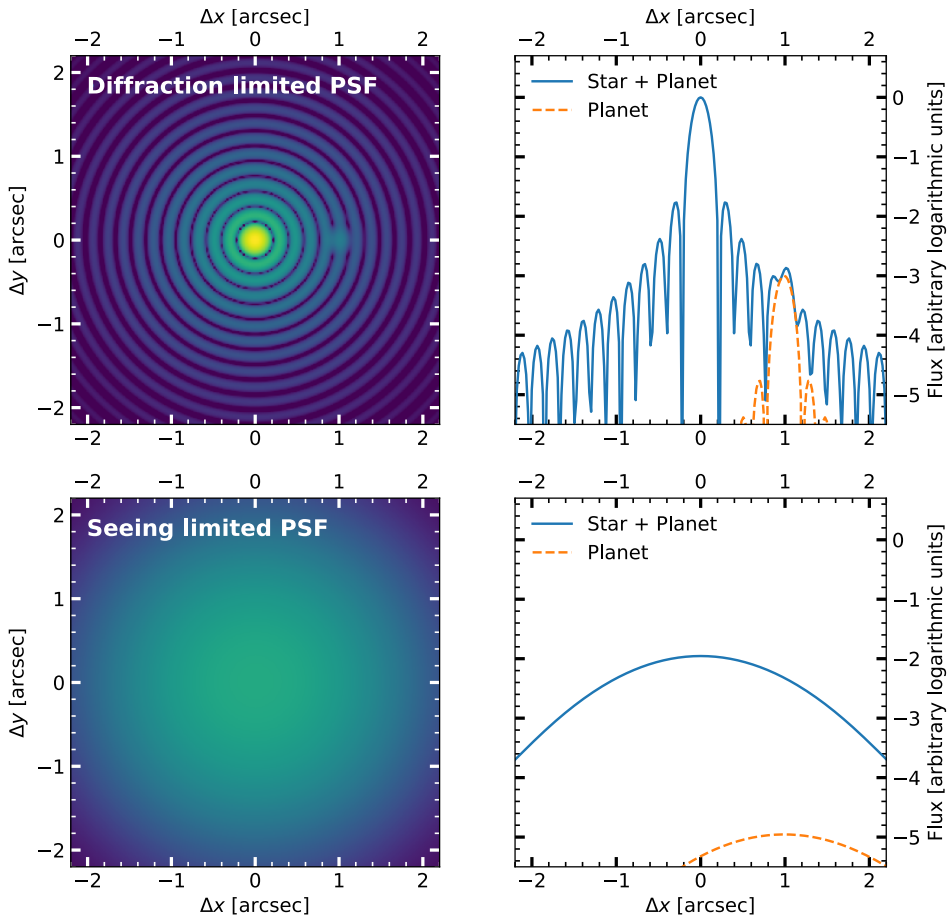 Δx [arcsec]
−2 −1 0 1 2
Diffraction limited PSF
Δy [arcsec]
2
1
0
−1
−2
−2 −1 0 1 2
Δx [arcsec]
−2 −1 0 1 2
Star + Planet
Planet
0
−1
−2
−3
−4
−5
Flux [arbitrary logarithmic units]
−2 −1 0 1 2
−2 −1 0 1 2
Seeing limited PSF
Δy [arcsec]
2
1
0
−1
−2
−2 −1 0 1 2
Δx [arcsec]
−2 −1 0 1 2
Star + Planet
Planet
0
−1
−2
−3
−4
−5
Flux [arbitrary logarithmic units]
−2 −1 0 1 2
Δx [arcsec]